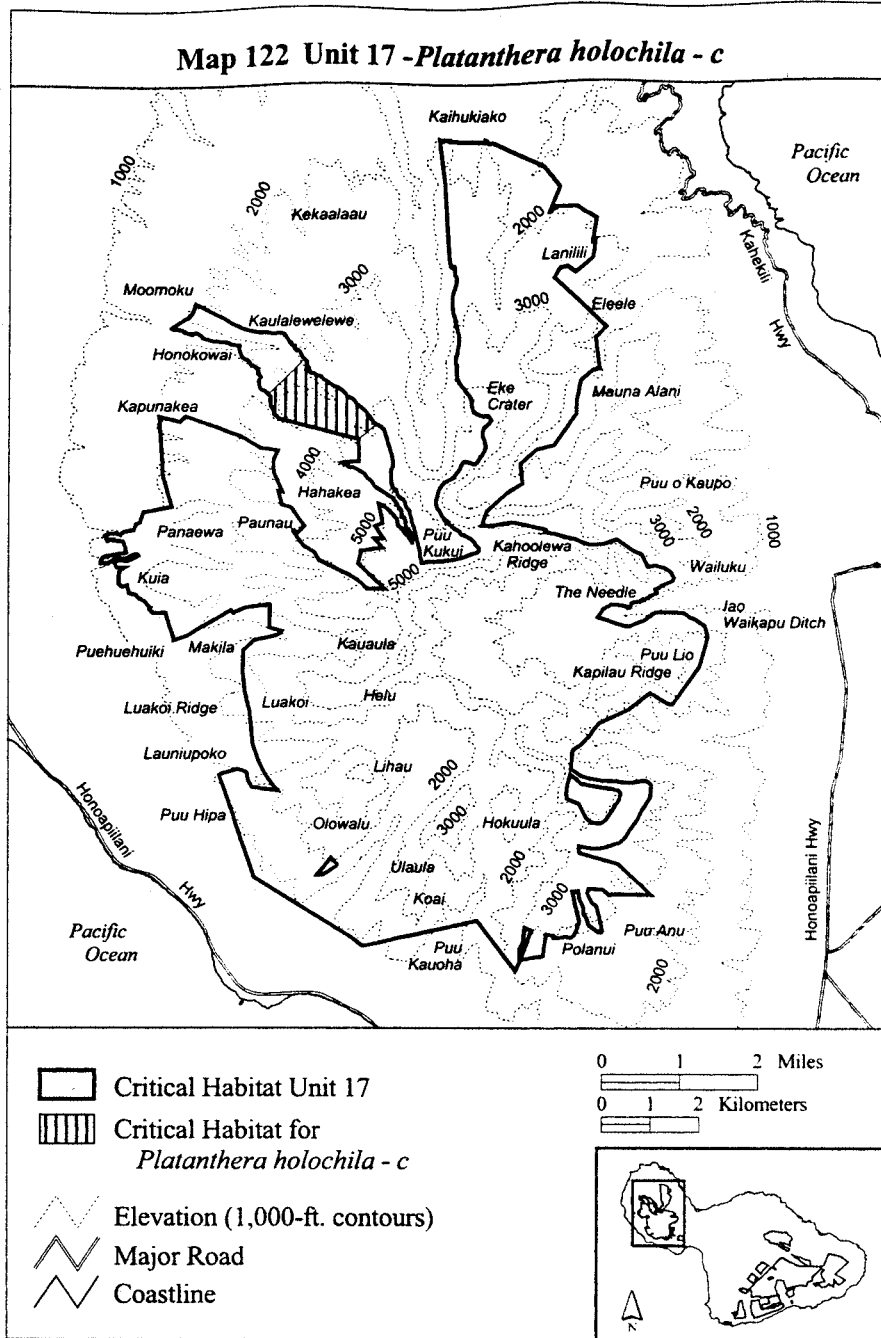 Map 122 Unit 17 -Platanthera holochila - c
Kaihukiako
Pacific
Ocean
1000
2000
Kekaalaau
2000
Lanilili
Kahekili
Hwy
3000
Moomoku
Kaulalewelewe
3000
Eleele
Honokowai
Kapunakea
Eke
Crater
Mauna Alani
4000
Hahakea
Puu o Kaupo
Panaewa
Paunau
5000
Puu
Kukui
Kahoolewa
Ridge
3000
2000
1000
Wailuku
Kuia
5000
The Needle
Iao
Waikapu Ditch
Puehuehuiki
Makila
Kauaula
Puu Lio
Kapilau Ridge
Luakoi Ridge
Luakoi
Helu
Launiupoko
Lihau
2000
Honoapiilani
Hwy
Puu Hipa
Olowalu
3000
Hokuula
Ulaula
2000
Koai
3000
Honoapiilani Hwy
Pacific
Ocean
Puu
Kauoha
Polanui
Puu Anu
2000
0 1 2 Miles
0 1 2 Kilometers
Critical Habitat Unit 17
Critical Habitat for
Platanthera holochila - c
Elevation (1,000-ft. contours)
Major Road
Coastline
N